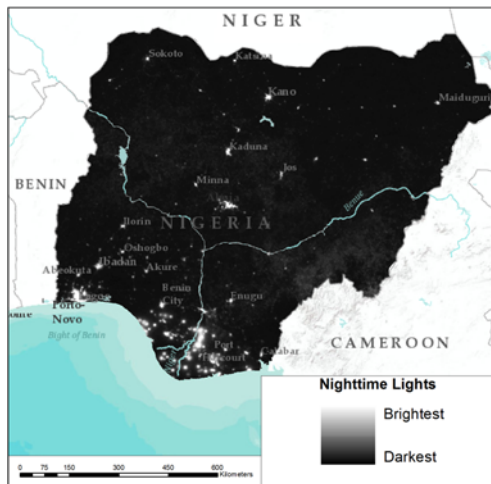 NIGER
Sokoto
Katsina
Kano
Maiduguri
Kaduna
Jos
Minna
BENIN
NIGERIA
Benue
Ilorin
Oshogbo
Ibadan
Abeokuta
Akure
Benin
City
Enugu
Lagos
Porto-
Novo
Bight of Benin
Port
Harcourt
Calabar
CAMEROON
Nighttime Lights
Brightest
Darkest
0 75 150 300 450 600
Kilometers